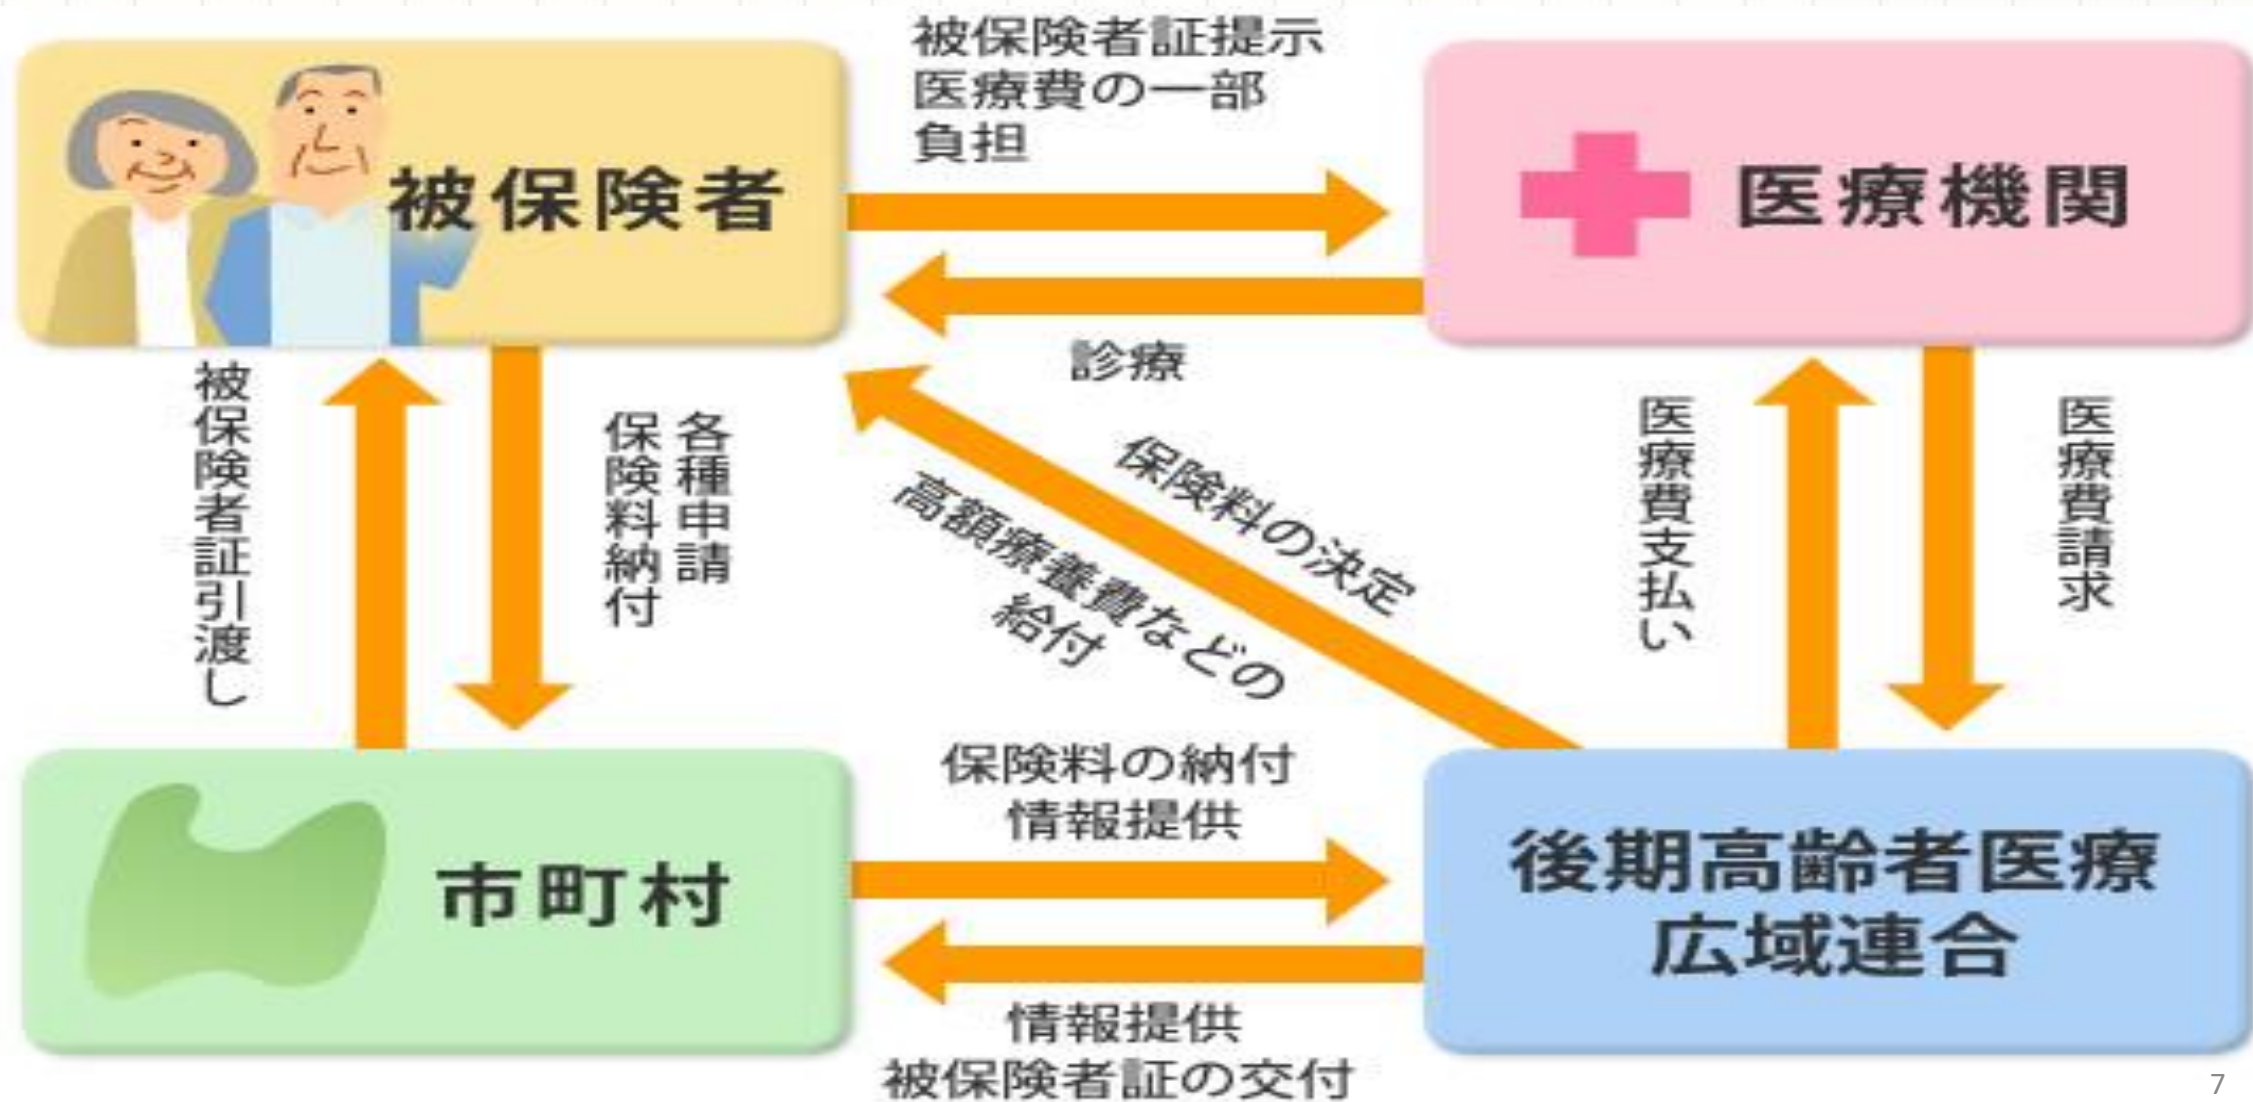 被保険者証提示
医療費の一部
負担
被保険者
医療機関
診療
被保険者証引渡し
各種申請
保険料納付
保険料の決定
高額療養費などの
給付
医療費支払い
医療費請求
保険料の納付
情報提供
市町村
後期高齢者医療
広域連合
情報提供
被保険者証の交付
7